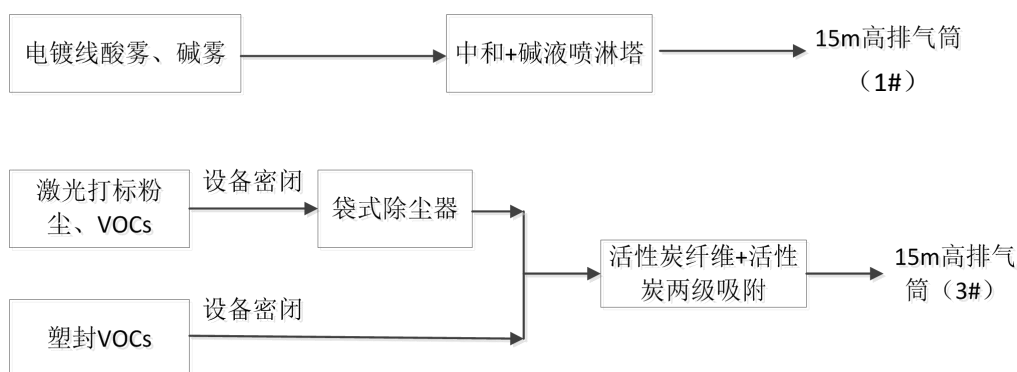 电镀线酸雾、碱雾
中和+碱液喷淋塔
15m高排气筒
（1#）
激光打标粉
尘、VOCs
设备密闭
袋式除尘器
活性炭纤维+活性
炭两级吸附
15m高排气
筒（3#）
设备密闭
塑封VOCs